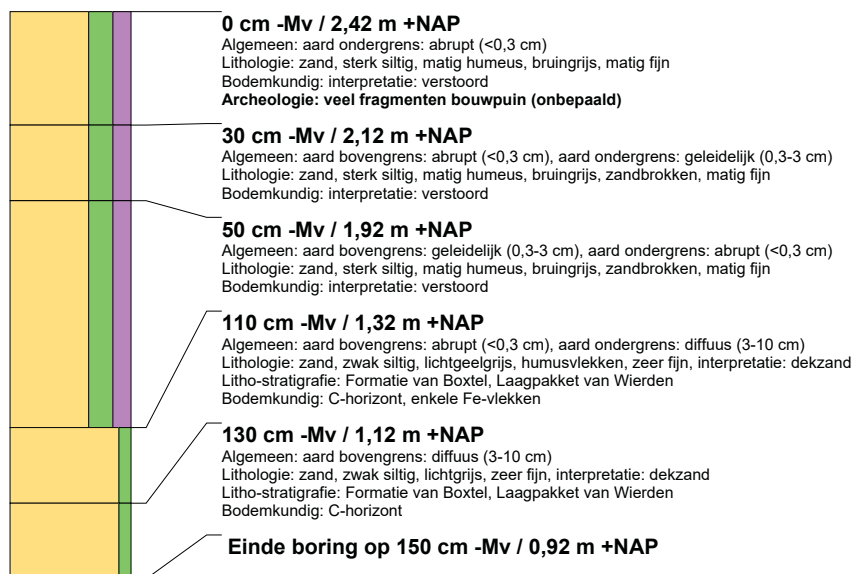 0 cm -Mv / 2,42 m +NAP
Algemeen: aard ondergrens: abrupt (<0,3 cm)
Lithologie: zand, sterk siltig, matig humeus, bruingrijs, matig fijn
Bodemkundig: interpretatie: verstoord
Archeologie: veel fragmenten bouwpuin (onbepaald)
30 cm -Mv / 2,12 m +NAP
Algemeen: aard bovengrens: abrupt (<0,3 cm), aard ondergrens: geleidelijk (0,3-3 cm)
Lithologie: zand, sterk siltig, matig humeus, bruingrijs, zandbrokken, matig fijn
Bodemkundig: interpretatie: verstoord
50 cm -Mv / 1,92 m +NAP
Algemeen: aard bovengrens: geleidelijk (0,3-3 cm), aard ondergrens: abrupt (<0,3 cm)
Lithologie: zand, sterk siltig, matig humeus, bruingrijs, zandbrokken, matig fijn
Bodemkundig: interpretatie: verstoord
110 cm -Mv / 1,32 m +NAP
Algemeen: aard bovengrens: abrupt (<0,3 cm), aard ondergrens: diffuus (3-10 cm)
Lithologie: zand, zwak siltig, lichtgeelgrijs, humusvlekken, zeer fijn, interpretatie: dekzand
Litho-stratigrafie: Formatie van Boxtel, Laagpakket van Wierden
Bodemkundig: C-horizont, enkele Fe-vlekken
130 cm -Mv / 1,12 m +NAP
Algemeen: aard bovengrens: diffuus (3-10 cm)
Lithologie: zand, zwak siltig, lichtgrijs, zeer fijn, interpretatie: dekzand
Litho-stratigrafie: Formatie van Boxtel, Laagpakket van Wierden
Bodemkundig: C-horizont
Einde boring op 150 cm -Mv / 0,92 m +NAP